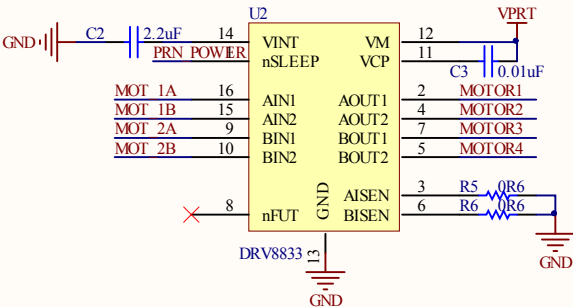 U2
VPRT
C2 2.2uF 14 VINT VM 12
GND
PRN_POWER 1 nSLEEP VCP 11
C3 0.01uF
MOT_1A 16 AIN1 AOUT1 2 MOTOR1
MOT_1B 15 AIN2 AOUT2 4 MOTOR2
MOT_2A 9 BIN1 BOUT1 7 MOTOR3
MOT_2B 10 BIN2 BOUT2 5 MOTOR4
AISEN 3 R5 0R6
8 nFUT GND BISEN 6 R6 0R6
DRV8833 13
GND
GND